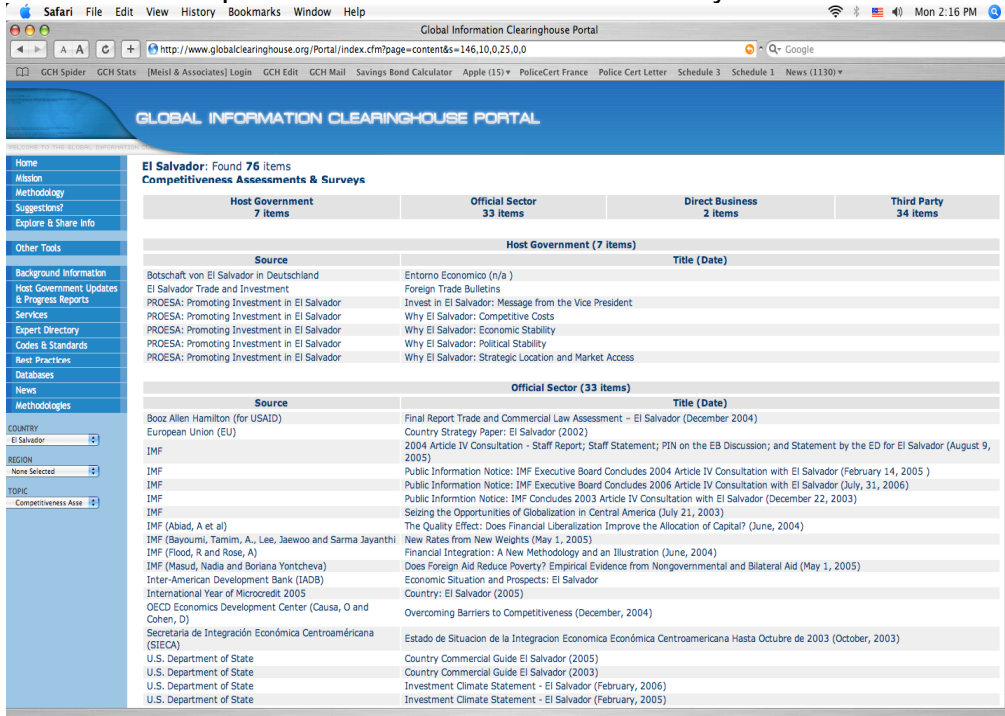 Safari File Edit View History Bookmarks Window Help Mon 2:16 PM
Global Information Clearinghouse Portal
A A C + http://www.globalclearinghouse.org/Portal/index.cfm?page=content&s=146,10,0,25,0,0 Q- Google
GCH Spider GCH Stats [Meisl & Associates] Login GCH Edit GCH Mail Savings Bond Calculator Apple (15) PoliceCert France Police Cert Letter Schedule 3 Schedule 1 News (1130)
GLOBAL INFORMATION CLEARINGHOUSE PORTAL
WELCOME TO THE GLOBAL INFORMATION
Home
Mission
Methodology
Suggestions?
Explore & Share Info
Other Tools
Background Information
Host Government Updates
& Progress Reports
Services
Expert Directory
Codes & Standards
Best Practices
Databases
News
Methodologies
COUNTRY
El Salvador
REGION
None Selected
TOPIC
Competitiveness Asse
El Salvador: Found 76 items
Competitiveness Assessments & Surveys
Host Government Official Sector Direct Business Third Party
7 items 33 items 2 items 34 items
Host Government (7 items)
Source Title (Date)
Botschaft von El Salvador in Deutschland Entorno Economico (n/a )
El Salvador Trade and Investment Foreign Trade Bulletins
PROESA: Promoting Investment in El Salvador Invest in El Salvador: Message from the Vice President
PROESA: Promoting Investment in El Salvador Why El Salvador: Competitive Costs
PROESA: Promoting Investment in El Salvador Why El Salvador: Economic Stability
PROESA: Promoting Investment in El Salvador Why El Salvador: Political Stability
PROESA: Promoting Investment in El Salvador Why El Salvador: Strategic Location and Market Access
Official Sector (33 items)
Source Title (Date)
Booz Allen Hamilton (for USAID) Final Report Trade and Commercial Law Assessment – El Salvador (December 2004)
European Union (EU) Country Strategy Paper: El Salvador (2002)
IMF 2004 Article IV Consultation - Staff Report; Staff Statement; PIN on the EB Discussion; and Statement by the ED for El Salvador (August 9,
2005)
IMF Public Information Notice: IMF Executive Board Concludes 2004 Article IV Consultation with El Salvador (February 14, 2005 )
IMF Public Information Notice: IMF Executive Board Concludes 2006 Article IV Consultation with El Salvador (July, 31, 2006)
IMF Public Informtion Notice: IMF Concludes 2003 Article IV Consultation with El Salvador (December 22, 2003)
IMF Seizing the Opportunities of Globalization in Central America (July 21, 2003)
IMF (Abiad, A et al) The Quality Effect: Does Financial Liberalization Improve the Allocation of Capital? (June, 2004)
IMF (Bayoumi, Tamim, A., Lee, Jaewoo and Sarma Jayanthi New Rates from New Weights (May 1, 2005)
IMF (Flood, R and Rose, A) Financial Integration: A New Methodology and an Illustration (June, 2004)
IMF (Masud, Nadia and Boriana Yontcheva) Does Foreign Aid Reduce Poverty? Empirical Evidence from Nongovernmental and Bilateral Aid (May 1, 2005)
Inter-American Development Bank (IADB) Economic Situation and Prospects: El Salvador
International Year of Microcredit 2005 Country: El Salvador (2005)
OECD Economics Development Center (Causa, O and
Cohen, D) Overcoming Barriers to Competitiveness (December, 2004)
Secretaria de Integración Económica Centroaméricana
(SIECA) Estado de Situacion de la Integracion Economica Económica Centroamericana Hasta Octubre de 2003 (October, 2003)
U.S. Department of State Country Commercial Guide El Salvador (2005)
U.S. Department of State Country Commercial Guide El Salvador (2003)
U.S. Department of State Investment Climate Statement - El Salvador (February, 2006)
U.S. Department of State Investment Climate Statement - El Salvador (February, 2005)